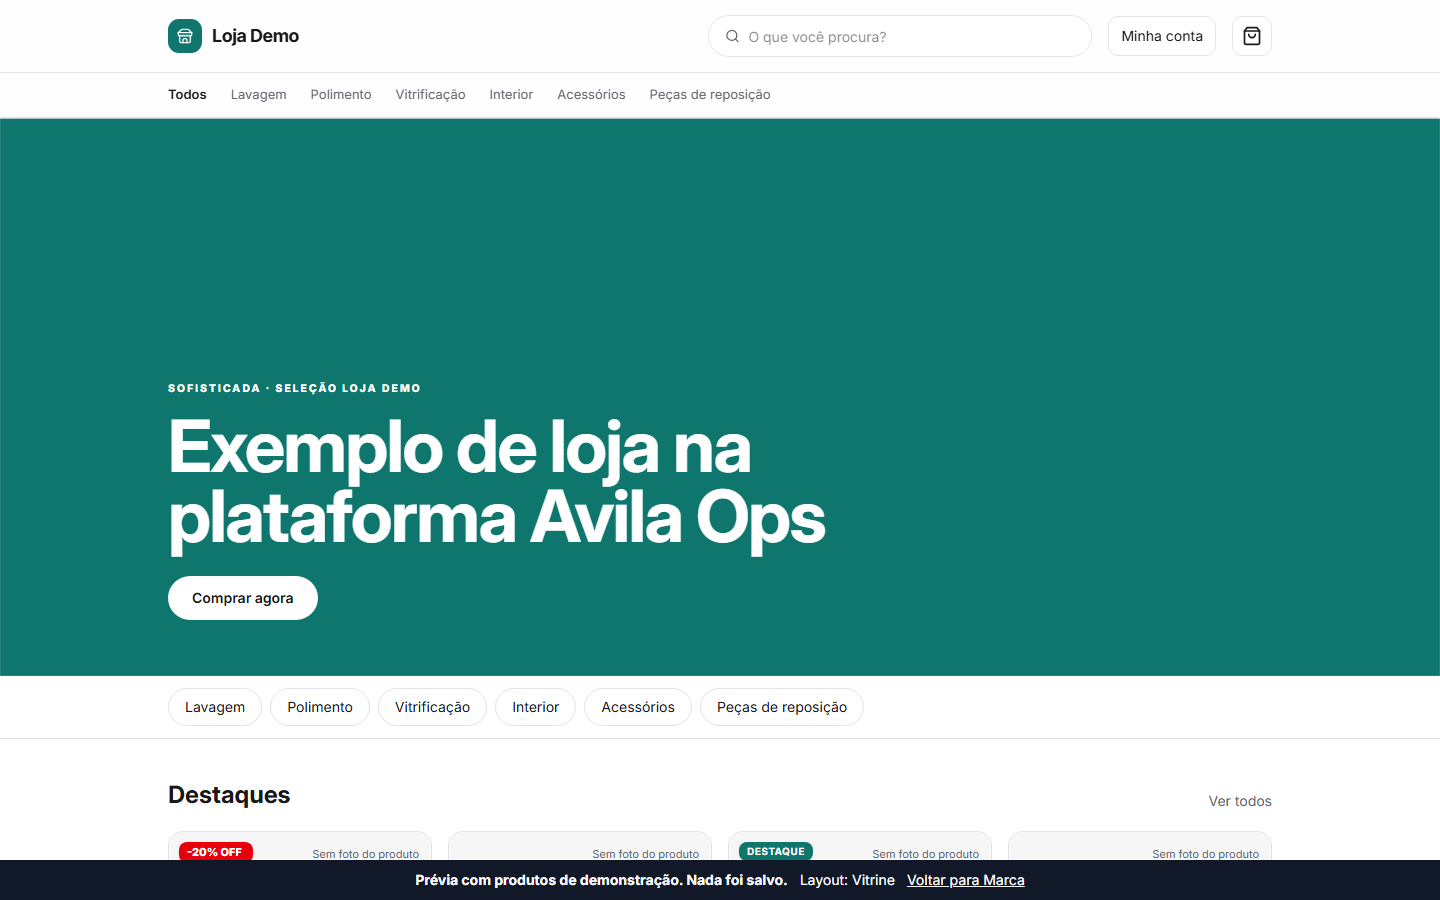 Loja Demo
O que você procura?
Minha conta
Todos
Lavagem
Polimento
Vitrificação
Interior
Acessórios
Peças de reposição
SOFISTICADA · SELEÇÃO LOJA DEMO
Exemplo de loja na
plataforma Avila Ops
Comprar agora
Lavagem
Polimento
Vitrificação
Interior
Acessórios
Peças de reposição
Destaques
Ver todos
-20% OFF
Sem foto do produto
Sem foto do produto
DESTAQUE
Sem foto do produto
Sem foto do produto
Prévia com produtos de demonstração. Nada foi salvo. Layout: Vitrine Voltar para Marca